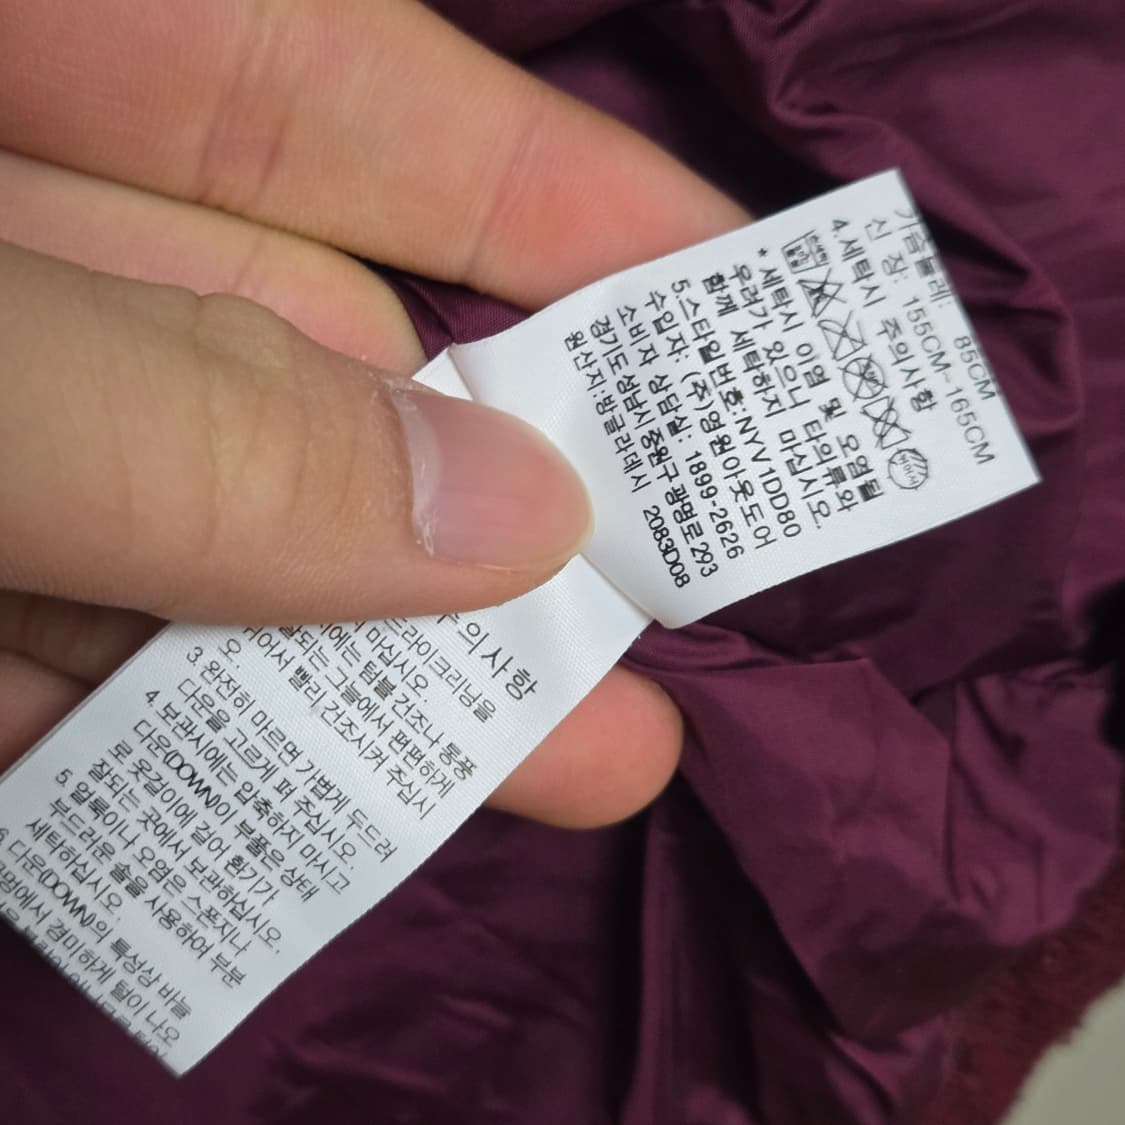 가슴둘레: 85CM
신 장: 155CM~165CM
4.세탁시 주의사항
* 세탁시 이염 및 오염될
우려가 있으니 타의류와
함께 세탁하지 마십시오.
5.스타일번호:NYV1DD80
수입자: (주)영원아웃도어
소비자 상담실: 1899-2626
경기도 성남시 중원구 광명로 293
원산지:방글라데시 2083D08
주의사항
드라이크리닝을
마십시오.
에는 텀블 건조나 통풍
잘되는 그늘에서 편편하게
뉘어서 빨리 건조시켜 주십시
오.
3. 완전히 마르면 가볍게 두드려
다운을 고르게 펴 주십시오.
4. 보관시에는 압축하지 마시고
다운(DOWN)이 부풀은 상태
로 옷걸이에 걸어 환기가
잘되는 곳에서 보관하십시오.
5. 얼룩이나 오염은 스폰지나
부드러운 솔을 사용하여 부분
세탁하십시오.
6. 다운(DOWN)의 특성상 바늘
구멍에서 경미하게 털이 나오